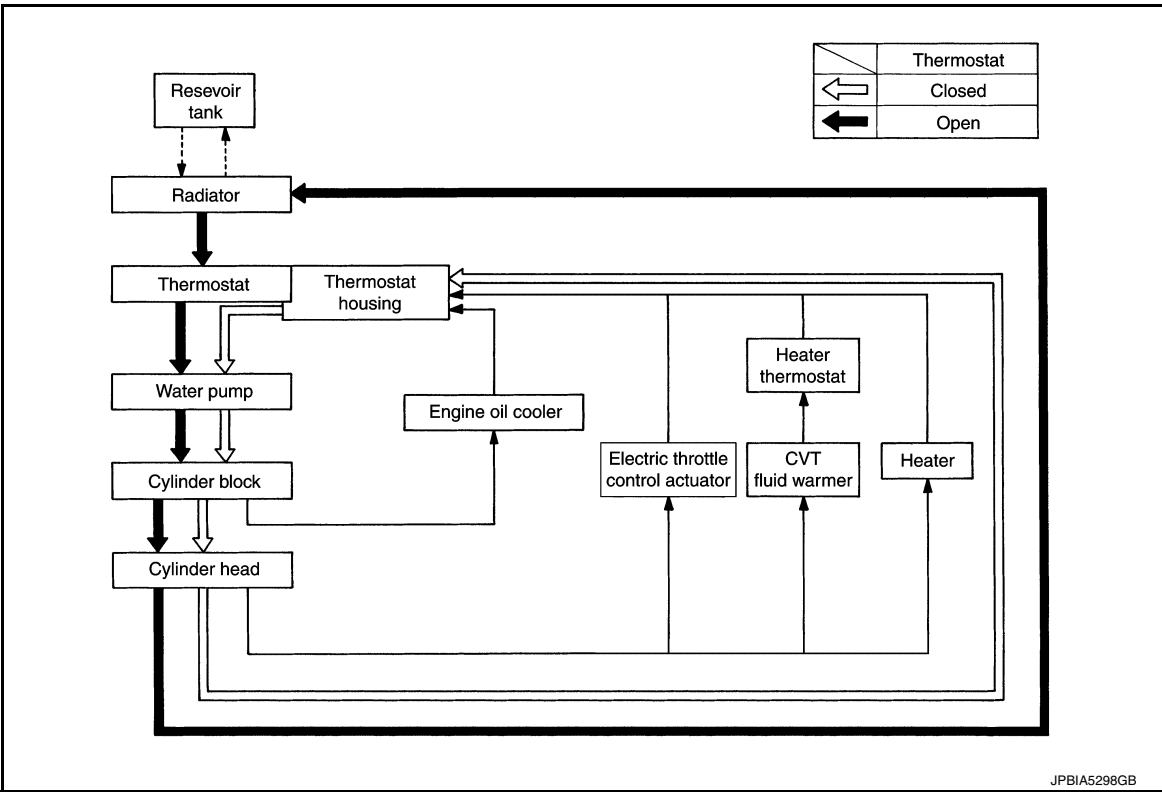 Thermostat
Closed
Open
Resevoir
tank
Radiator
Thermostat
Thermostat
housing
Water pump
Heater
thermostat
Engine oil cooler
Electric throttle
control actuator
CVT
fluid warmer
Heater
Cylinder block
Cylinder head
JPBIA5298GB